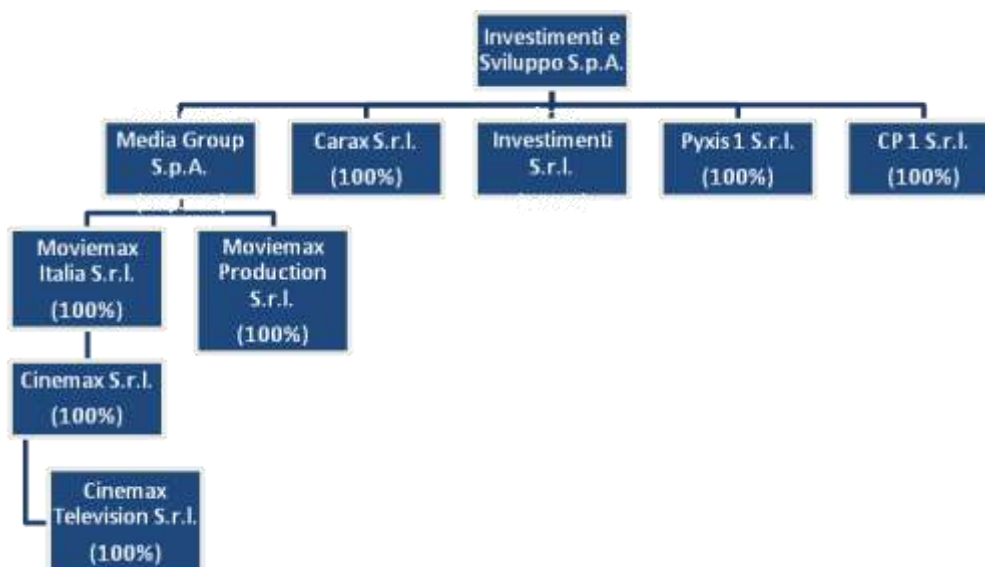 Investimenti e
Sviluppo S.p.A.
Media Group
S.p.A.
Carax S.r.l.
(100%)
Investimenti
S.r.l.
Pyxis 1 S.r.l.
(100%)
CP 1 S.r.l.
(100%)
Moviemax
Italia S.r.l.
(100%)
Moviemax
Production
S.r.l.
(100%)
Cinemax S.r.l.
(100%)
Cinemax
Television S.r.l.
(100%)